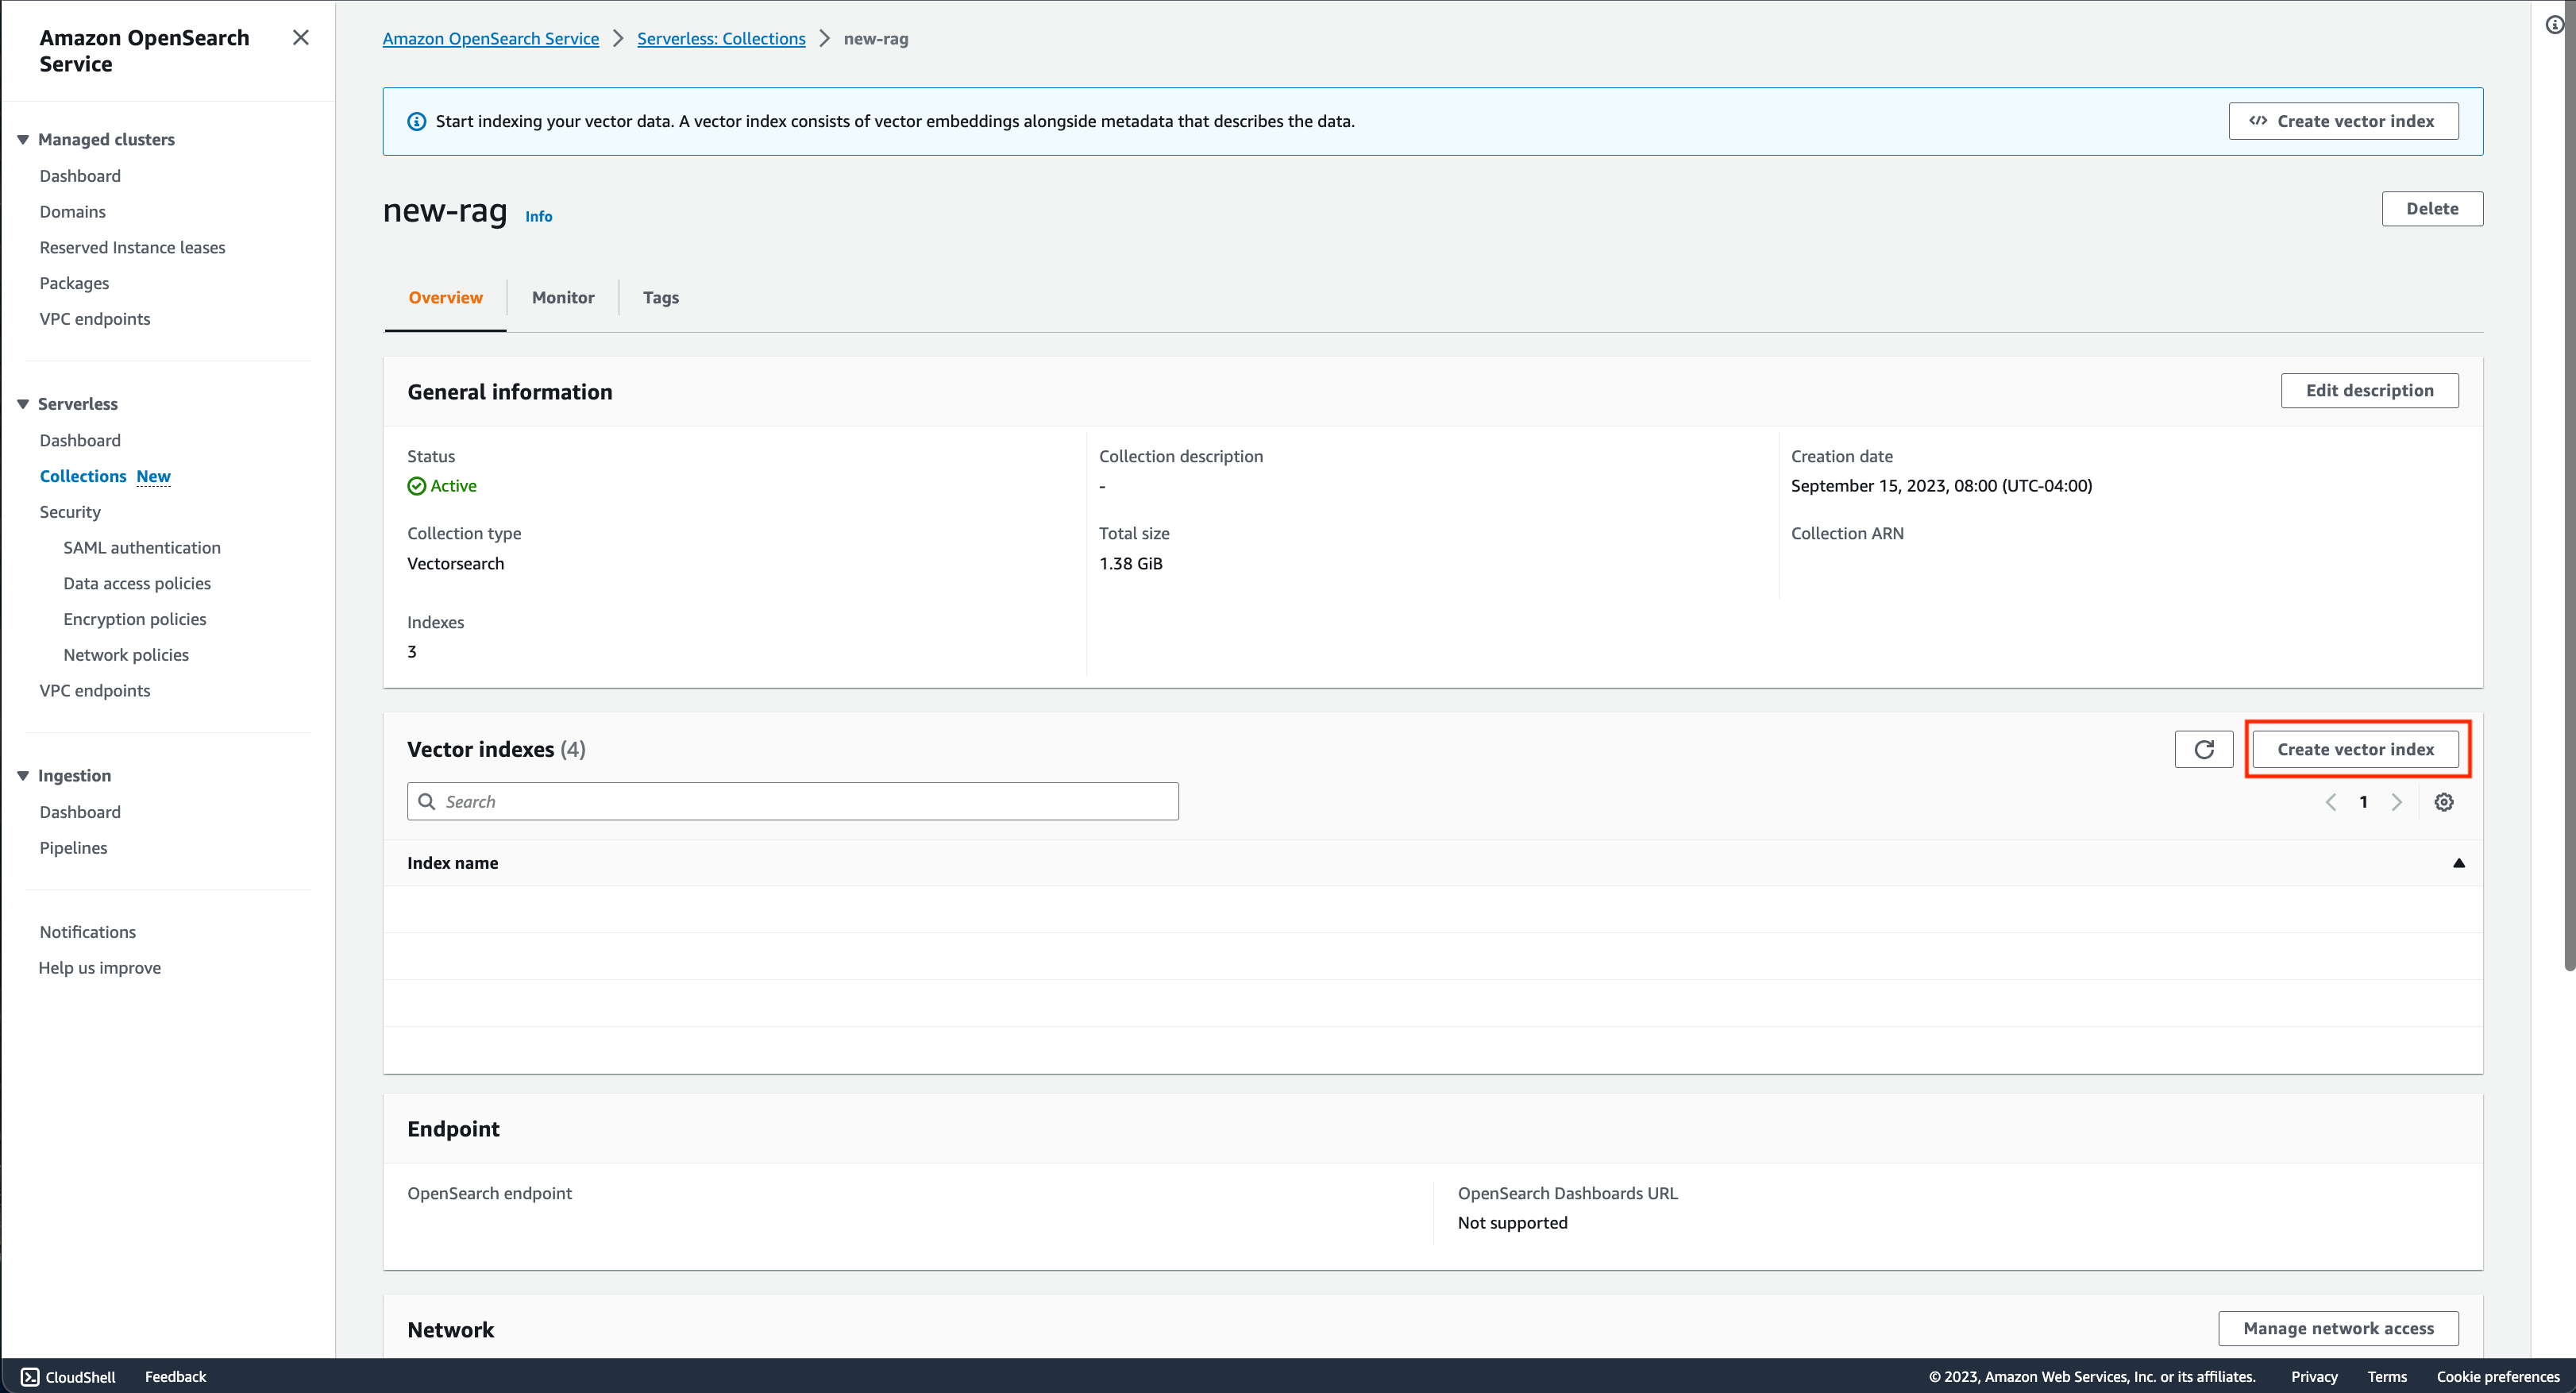 Amazon OpenSearch
Service
Managed clusters
Dashboard
Domains
Reserved Instance leases
Packages
VPC endpoints
Serverless
Dashboard
Collections New
Security
SAML authentication
Data access policies
Encryption policies
Network policies
VPC endpoints
Ingestion
Dashboard
Pipelines
Notifications
Help us improve
Amazon OpenSearch Service > Serverless: Collections > new-rag
Start indexing your vector data. A vector index consists of vector embeddings alongside metadata that describes the data.
Create vector index
new-rag Info
Delete
Overview Monitor Tags
General information
Edit description
Status
Active
Collection description
-
Creation date
September 15, 2023, 08:00 (UTC-04:00)
Collection type
Vectorsearch
Total size
1.38 GiB
Collection ARN
Indexes
3
Vector indexes (4)
Create vector index
Search
1
Index name
Endpoint
OpenSearch endpoint
OpenSearch Dashboards URL
Not supported
Network
Manage network access
CloudShell Feedback
© 2023, Amazon Web Services, Inc. or its affiliates. Privacy Terms Cookie preferences